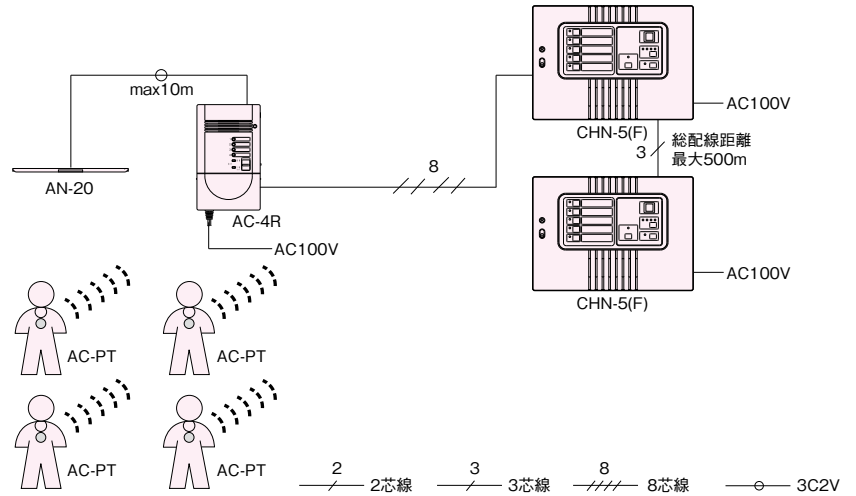 max10m
AN-20
AC-4R
AC100V
8
CHN-5(F)
AC100V
3
総配線距離
最大500m
CHN-5(F)
AC100V
AC-PT
AC-PT
AC-PT
AC-PT
2
2芯線
3
3芯線
8
8芯線
3C2V